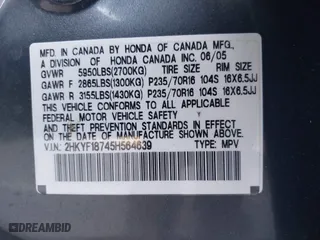 MFD. IN CANADA BY HONDA OF CANADA MFG.,
A DIVISION OF HONDA CANADA INC. 06/05
GVWR 5950LBS(2700KG) TIRE SIZE RIM SIZE
GAWR F 2865LBS(1300KG) P235/70R16 104S 16X6.5JJ
GAWR R 3155LBS(1430KG) P235/70R16 104S 16X6.5JJ
THIS VEHICLE CONFORMS TO ALL APPLICABLE
FEDERAL MOTOR VEHICLE SAFETY
AND THEFT PREVENTION STANDARDS IN EFFECT
ON THE DATE OF MANUFACTURE SHOWN ABOVE.
V.I.N: 2HKYF18745H564639 TYPE: MPV
DREAMBID